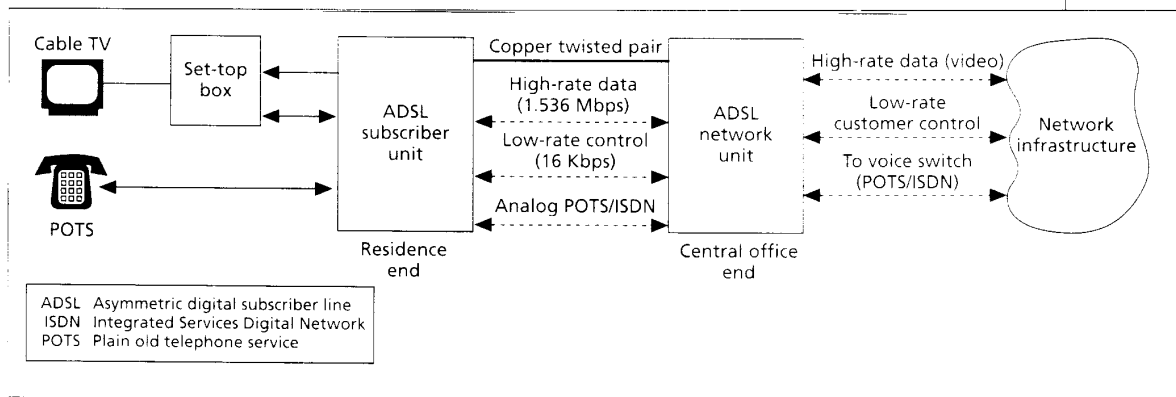 Cable TV
Set-top
box
POTS
ADSL
subscriber
unit
Residence
end
Copper twisted pair
High-rate data
(1.536 Mbps)
Low-rate control
(16 Kbps)
Analog POTS/ISDN
ADSL
network
unit
Central office
end
High-rate data (video)
Low-rate
customer control
To voice switch
(POTS/ISDN)
Network
infrastructure
ADSL Asymmetric digital subscriber line
ISDN Integrated Services Digital Network
POTS Plain old telephone service